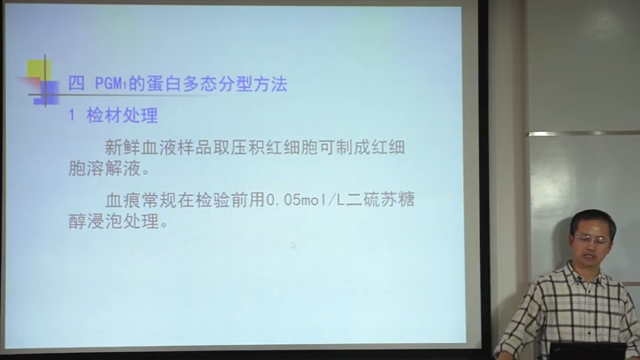 四 PGM₁的蛋白多态分型方法
1 检材处理
新鲜血液样品取压积红细胞可制成红细
胞溶解液。
血痕常规在检验前用0.05mol/L二硫苏糖
醇浸泡处理。